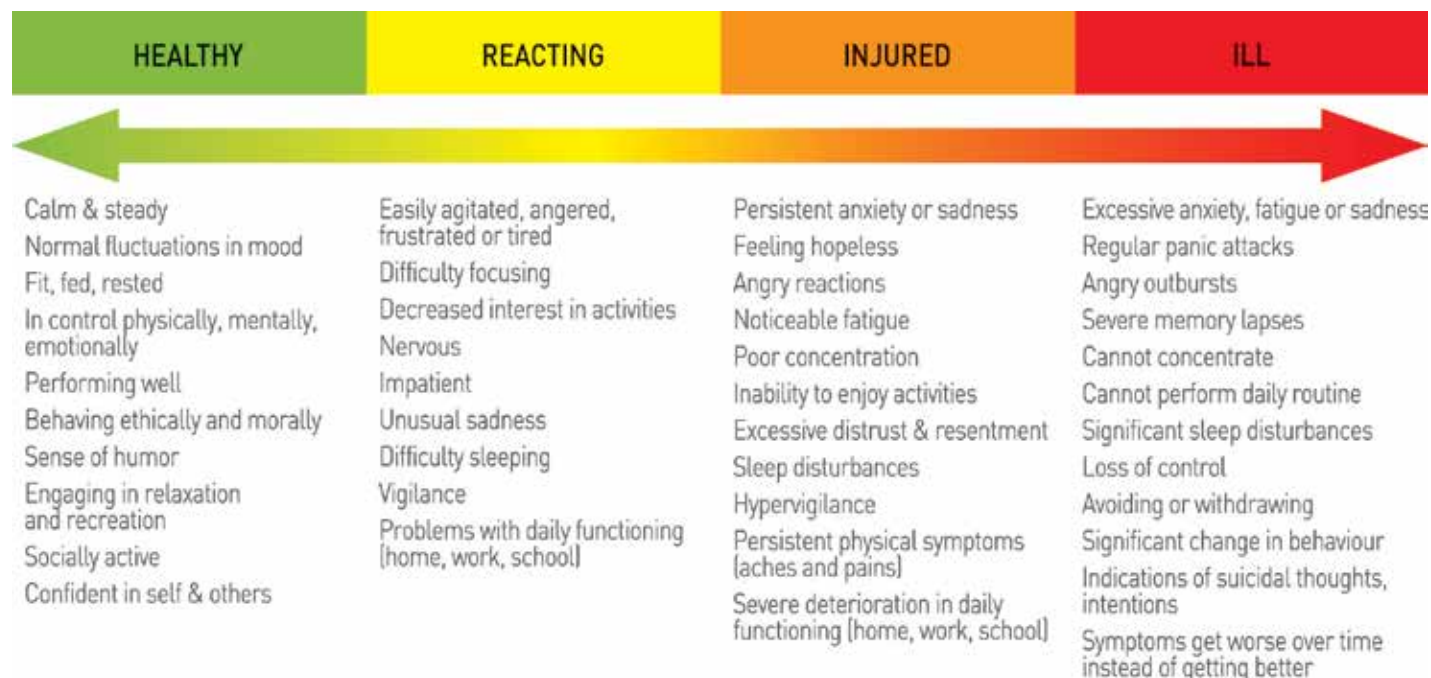 HEALTHY
REACTING
INJURED
ILL
Calm & steady
Normal fluctuations in mood
Fit, fed, rested
In control physically, mentally,
emotionally
Performing well
Behaving ethically and morally
Sense of humor
Engaging in relaxation
and recreation
Socially active
Confident in self & others
Easily agitated, angered,
frustrated or tired
Difficulty focusing
Decreased interest in activities
Nervous
Impatient
Unusual sadness
Difficulty sleeping
Vigilance
Problems with daily functioning
(home, work, school)
Persistent anxiety or sadness
Feeling hopeless
Angry reactions
Noticeable fatigue
Poor concentration
Inability to enjoy activities
Excessive distrust & resentment
Sleep disturbances
Hypervigilance
Persistent physical symptoms
(aches and pains)
Severe deterioration in daily
functioning (home, work, school)
Excessive anxiety, fatigue or sadness
Regular panic attacks
Angry outbursts
Severe memory lapses
Cannot concentrate
Cannot perform daily routine
Significant sleep disturbances
Loss of control
Avoiding or withdrawing
Significant change in behaviour
Indications of suicidal thoughts,
intentions
Symptoms get worse over time
instead of getting better